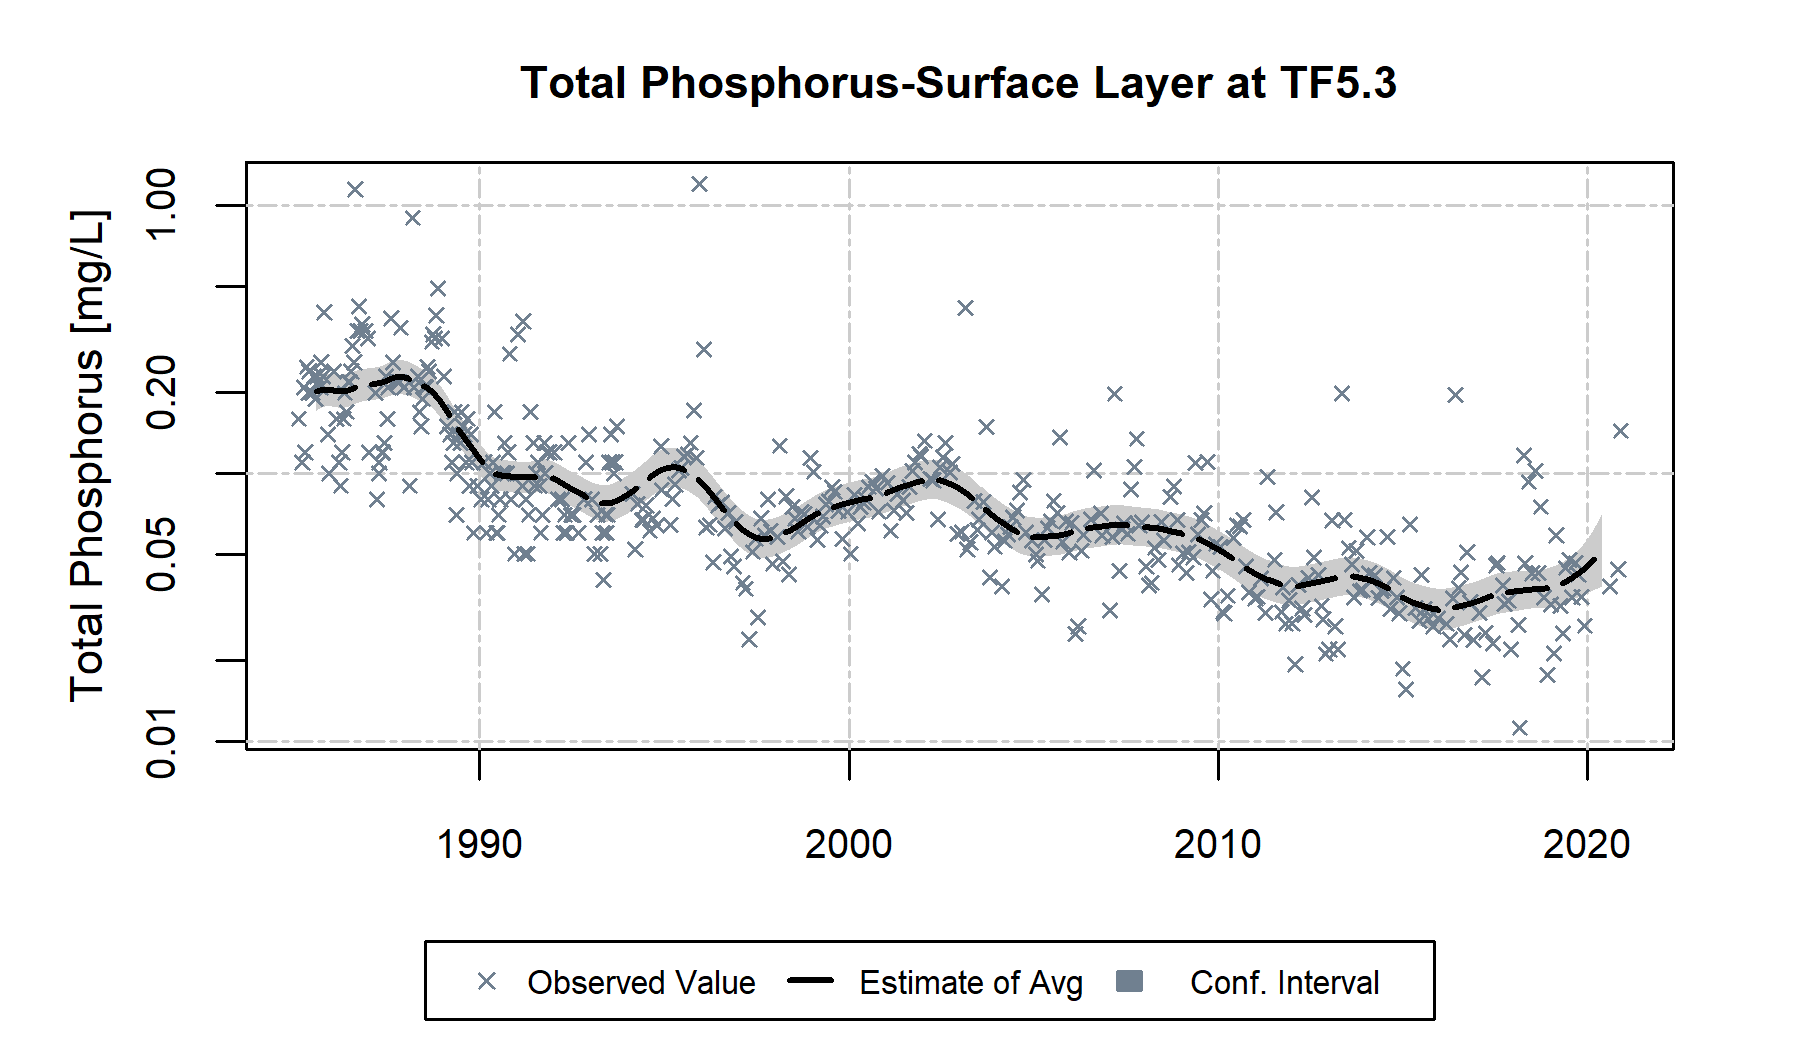 Total Phosphorus-Surface Layer at TF5.3
Total Phosphorus [mg/L]
1.00
0.20
0.05
0.01
1990 2000 2010 2020
Observed Value Estimate of Avg Conf. Interval